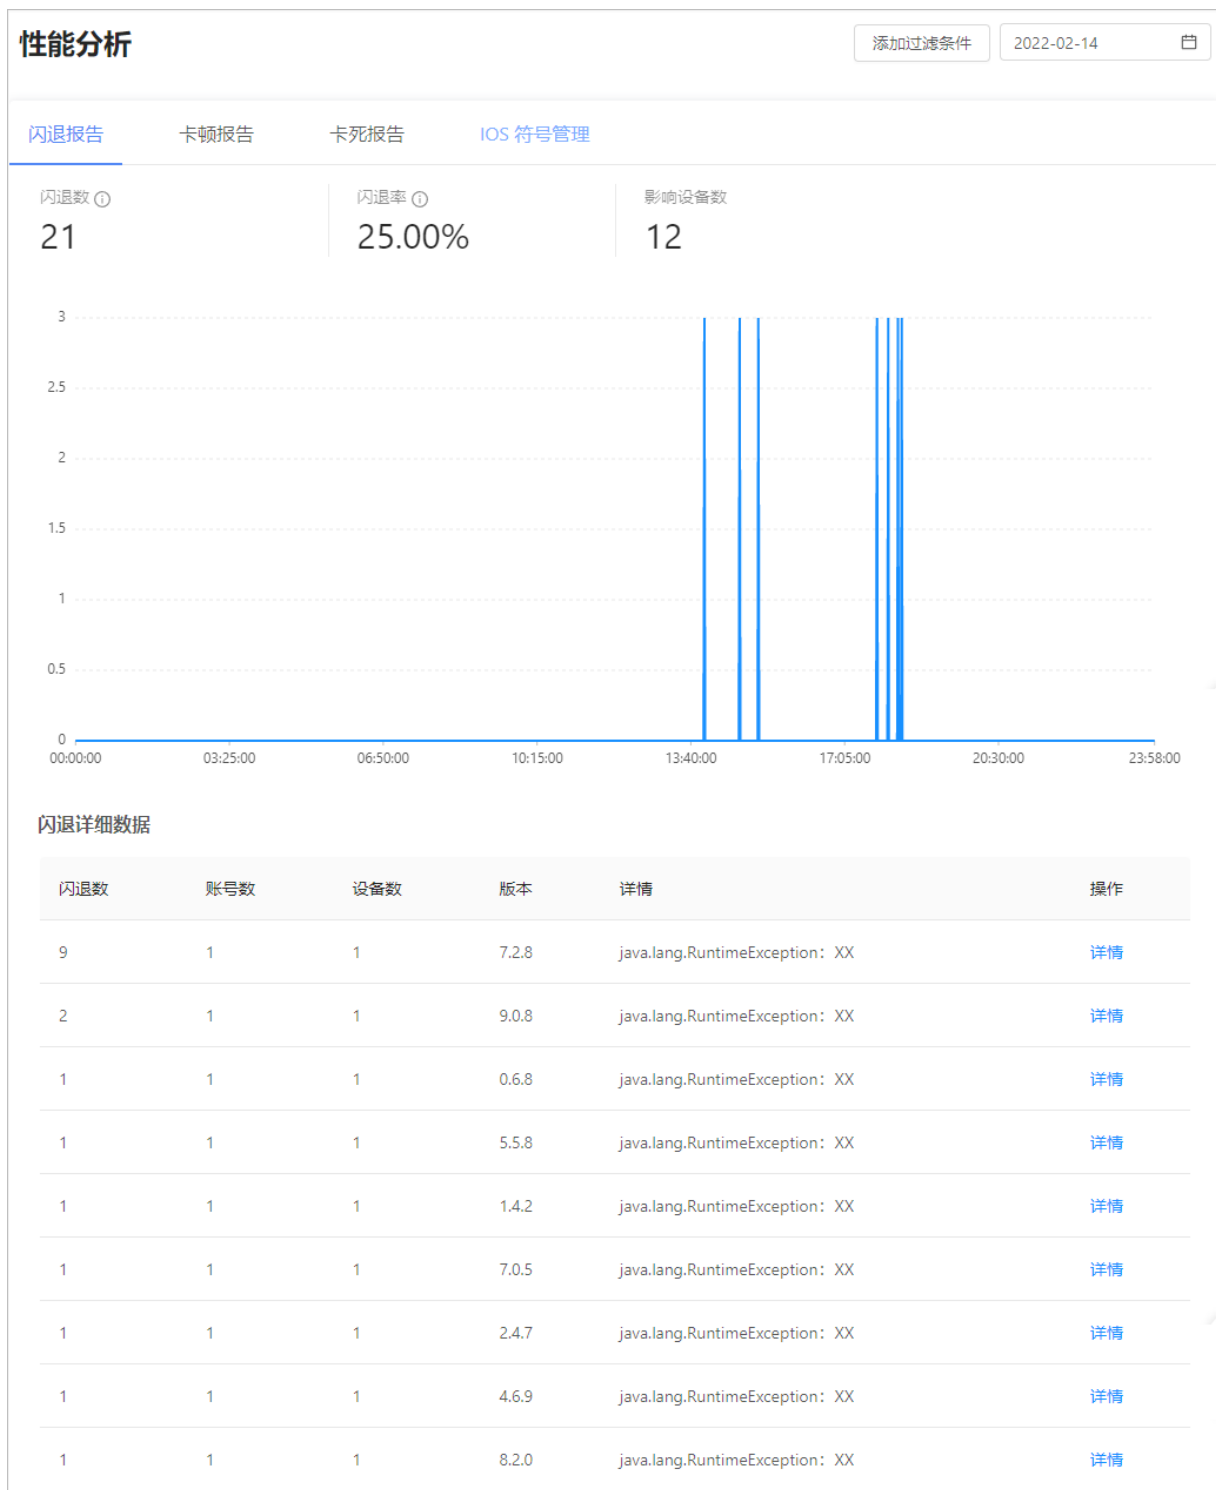 性能分析
添加过滤条件 2022-02-14
闪退报告 卡顿报告 卡死报告 IOS 符号管理
闪退数 闪退率 影响设备数
21 25.00% 12
3
2.5
2
1.5
1
0.5
0
00:00:00 03:25:00 06:50:00 10:15:00 13:40:00 17:05:00 20:30:00 23:58:00
闪退详细数据
闪退数 账号数 设备数 版本 详情 操作
9 1 1 7.2.8 java.lang.RuntimeException：XX 详情
2 1 1 9.0.8 java.lang.RuntimeException：XX 详情
1 1 1 0.6.8 java.lang.RuntimeException：XX 详情
1 1 1 5.5.8 java.lang.RuntimeException：XX 详情
1 1 1 1.4.2 java.lang.RuntimeException：XX 详情
1 1 1 7.0.5 java.lang.RuntimeException：XX 详情
1 1 1 2.4.7 java.lang.RuntimeException：XX 详情
1 1 1 4.6.9 java.lang.RuntimeException：XX 详情
1 1 1 8.2.0 java.lang.RuntimeException：XX 详情